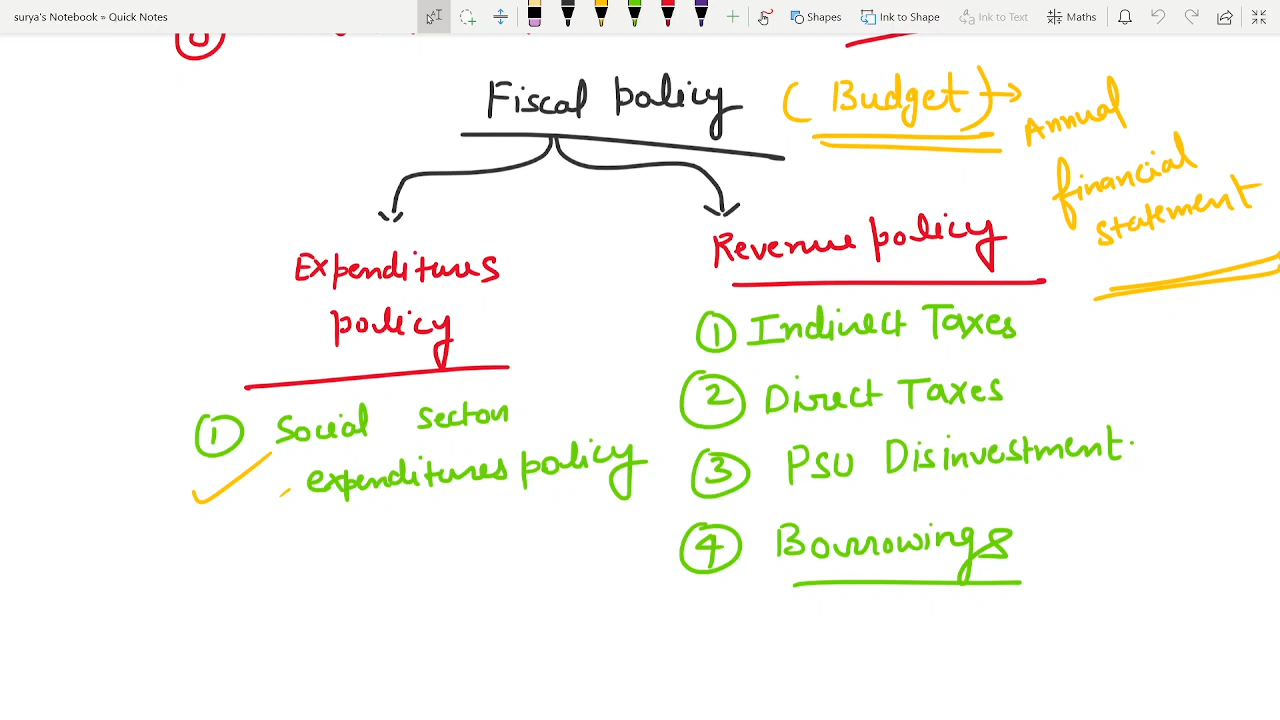 surya's Notebook » Quick Notes
Shapes
Ink to Shape
Ink to Text
Maths
Fiscal policy ( Budget ) →
Annual
financial
statement
Expenditures
policy
① Social sector
expenditures policy
Revenue policy
① Indirect Taxes
② Direct Taxes
③ PSU Disinvestment.
④ Borrowings